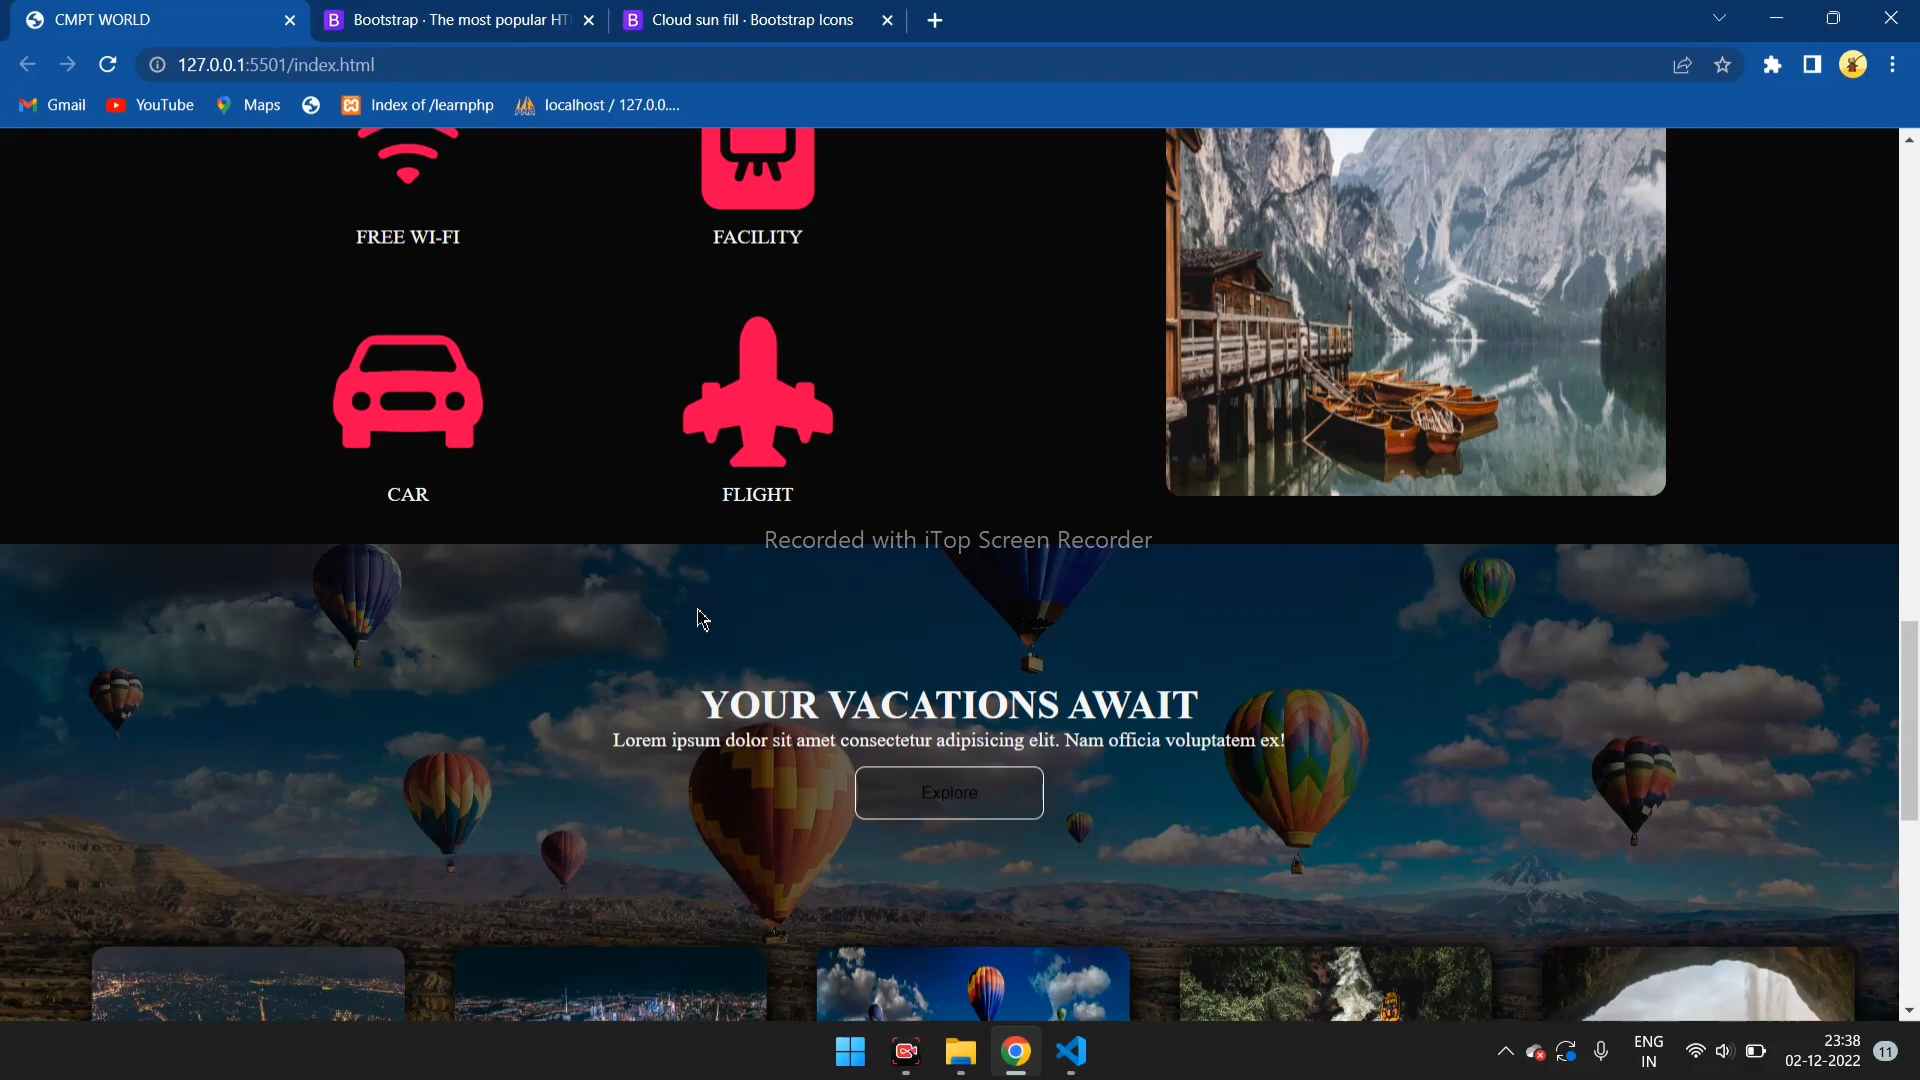 CMPT WORLD
Bootstrap · The most popular HT
Cloud sun fill · Bootstrap Icons
127.0.0.1:5501/index.html
Gmail
YouTube
Maps
Index of /learnphp
localhost / 127.0.0....
FREE WI-FI
FACILITY
CAR
FLIGHT
Recorded with iTop Screen Recorder
YOUR VACATIONS AWAIT
Lorem ipsum dolor sit amet consectetur adipisicing elit. Nam officia voluptatem ex!
Explore
ENG
IN
23:38
02-12-2022
11